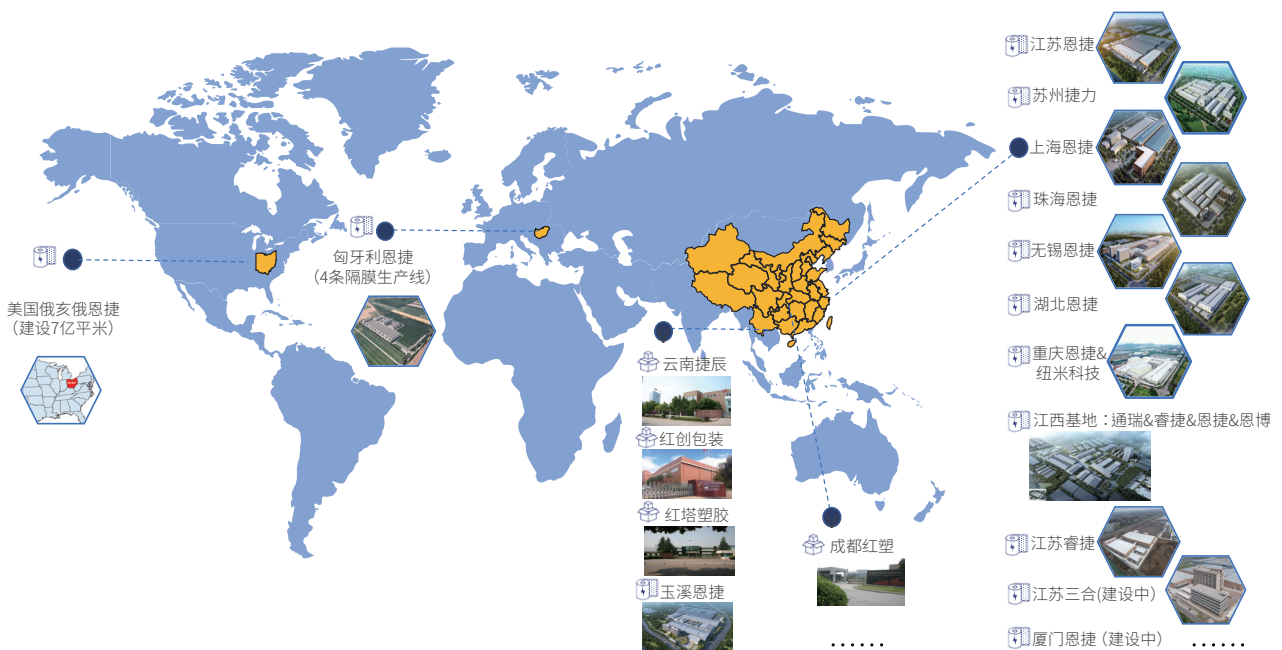 美国俄亥俄恩捷
（建设7亿平米）
匈牙利恩捷
（4条隔膜生产线）
云南捷辰
红创包装
红塔塑胶
玉溪恩捷
成都红塑
······
江苏恩捷
苏州捷力
上海恩捷
珠海恩捷
无锡恩捷
湖北恩捷
重庆恩捷&
纽米科技
江西基地：通瑞&睿捷&恩捷&恩博
江苏睿捷
江苏三合(建设中)
厦门恩捷（建设中）
······